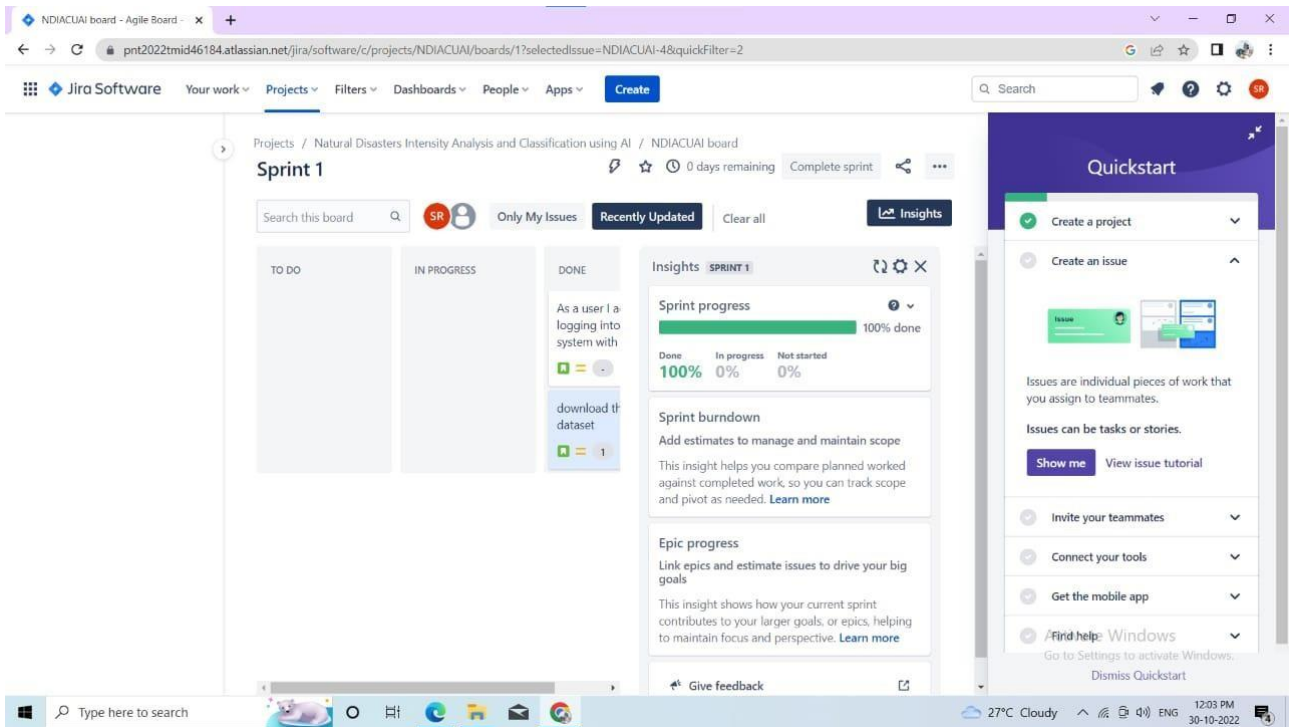 NDIACUAI board - Agile Board -
pnt2022tmid46184.atlassian.net/jira/software/c/projects/NDIACUAI/boards/1?selectedIssue=NDIACUAI-4&quickFilter=2
Jira Software Your work Projects Filters Dashboards People Apps Create Search SR
Projects / Natural Disasters Intensity Analysis and Classification using AI / NDIACUAI board
Sprint 1
0 days remaining Complete sprint
Search this board SR Only My Issues Recently Updated Clear all Insights
TO DO IN PROGRESS DONE
As a user I a
logging into
system with
-
download th
dataset
1
Insights SPRINT 1
Sprint progress
100% done
Done In progress Not started
100% 0% 0%
Sprint burndown
Add estimates to manage and maintain scope
This insight helps you compare planned worked
against completed work, so you can track scope
and pivot as needed. Learn more
Epic progress
Link epics and estimate issues to drive your big
goals
This insight shows how your current sprint
contributes to your larger goals, or epics, helping
to maintain focus and perspective. Learn more
Give feedback
Quickstart
Create a project
Create an issue
Issue
Issues are individual pieces of work that
you assign to teammates.
Issues can be tasks or stories.
Show me View issue tutorial
Invite your teammates
Connect your tools
Get the mobile app
Find help
Windows
Go to Settings to activate Windows.
Dismiss Quickstart
Type here to search
27°C Cloudy ENG 12:03 PM
30-10-2022
4